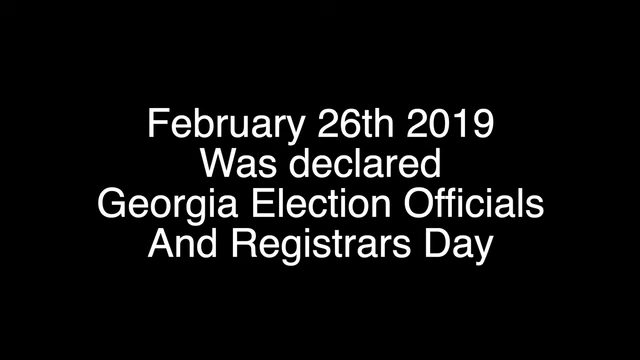 February 26th 2019
Was declared
Georgia Election Officials
And Registrars Day